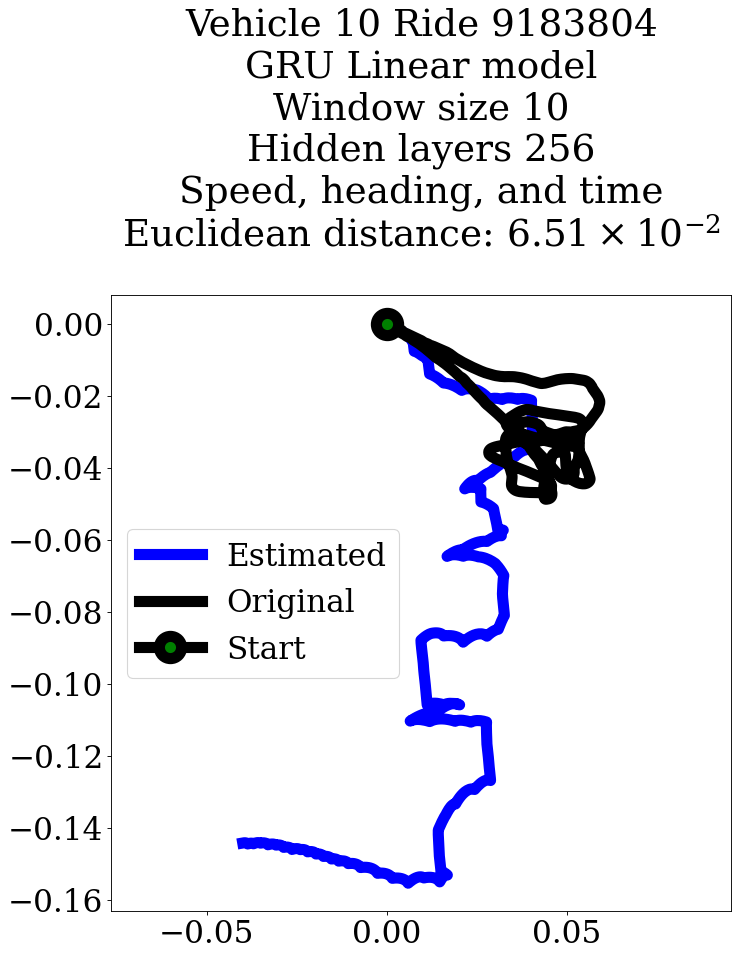 Vehicle 10 Ride 9183804
GRU Linear model
Window size 10
Hidden layers 256
Speed, heading, and time
Euclidean distance: 6.51 × 10⁻²
0.00
−0.02
−0.04
−0.06
−0.08
−0.10
−0.12
−0.14
−0.16
Estimated
Original
Start
−0.05 0.00 0.05